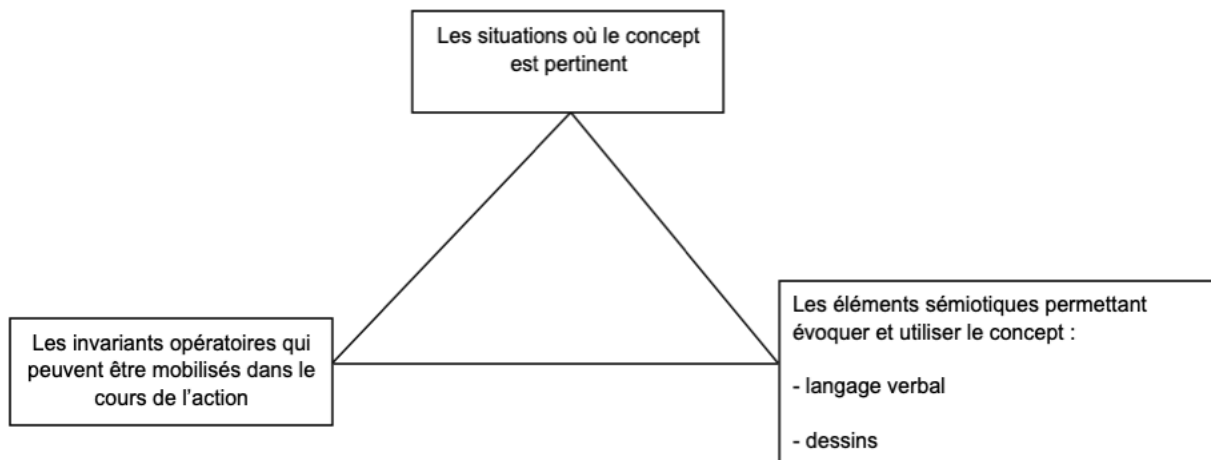 Les situations où le concept
est pertinent
Les invariants opératoires qui
peuvent être mobilisés dans le
cours de l'action
Les éléments sémiotiques permettant
évoquer et utiliser le concept :
- langage verbal
- dessins